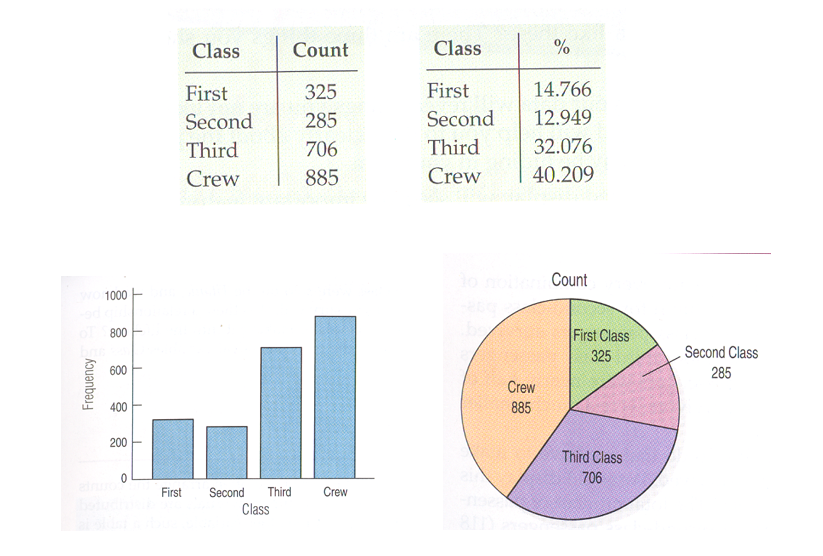 Class Count
First 325
Second 285
Third 706
Crew 885
Class %
First 14.766
Second 12.949
Third 32.076
Crew 40.209
1000
800
600
400
200
0
Frequency
First Second Third Crew
Class
Count
First Class
325
Second Class
285
Crew
885
Third Class
706